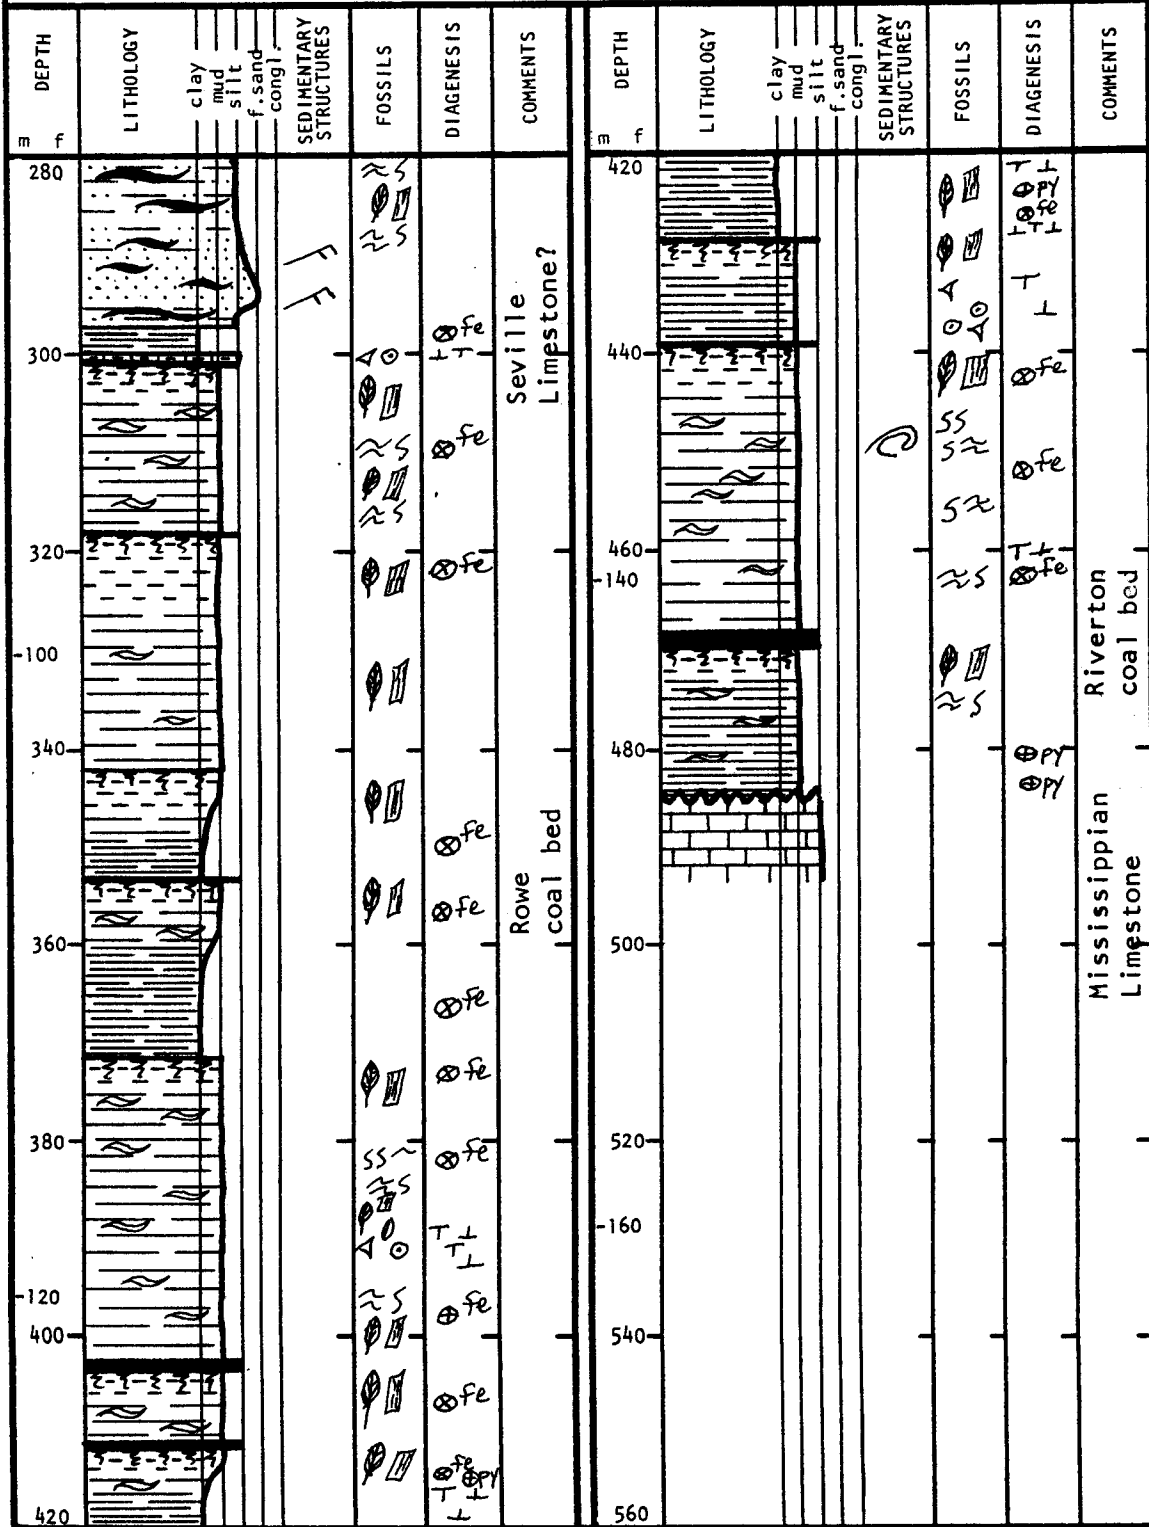 DEPTH
m f
LITHOLOGY
clay
mud
silt
f.sand
congl.
SEDIMENTARY
STRUCTURES
FOSSILS
DIAGENESIS
COMMENTS
280
300
320
-100
340
360
380
-120
400
420
fe
fe
fe
fe
fe
fe
fe
fe
fe
fe
fe
py
Seville
Limestone?
Rowe
coal bed
DEPTH
m f
LITHOLOGY
clay
mud
silt
f.sand
congl.
SEDIMENTARY
STRUCTURES
FOSSILS
DIAGENESIS
COMMENTS
420
440
460
-140
480
500
520
-160
540
560
py
fe
fe
fe
fe
py
py
Riverton
coal bed
Mississippian
Limestone